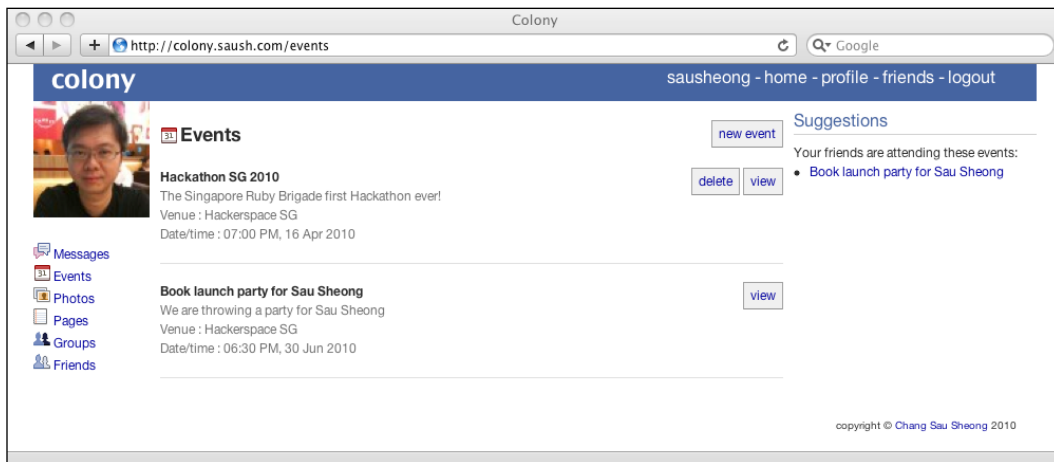 Colony
http://colony.saush.com/events
Google
colony
sausheong - home - profile - friends - logout
31 Events
new event
Hackathon SG 2010
delete
view
The Singapore Ruby Brigade first Hackathon ever!
Venue : Hackerspace SG
Date/time : 07:00 PM, 16 Apr 2010
Book launch party for Sau Sheong
view
We are throwing a party for Sau Sheong
Venue : Hackerspace SG
Date/time : 06:30 PM, 30 Jun 2010
Suggestions
Your friends are attending these events:
• Book launch party for Sau Sheong
Messages
31 Events
Photos
Pages
Groups
Friends
copyright © Chang Sau Sheong 2010